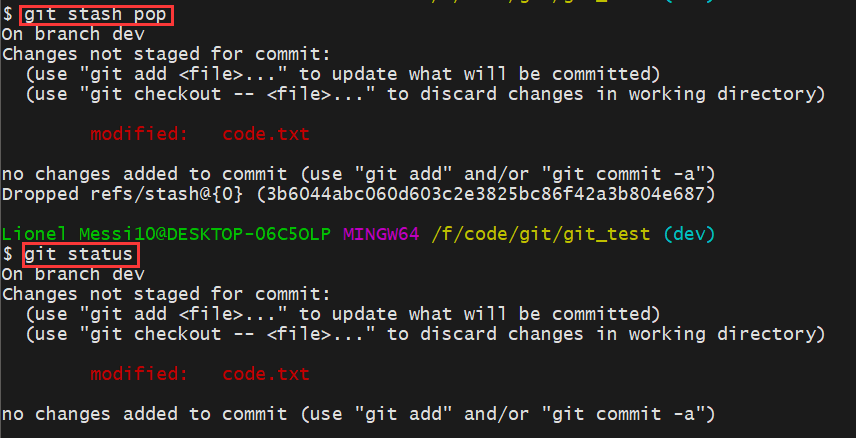 $ git stash pop
On branch dev
Changes not staged for commit:
  (use "git add <file>..." to update what will be committed)
  (use "git checkout -- <file>..." to discard changes in working directory)

        modified:   code.txt

no changes added to commit (use "git add" and/or "git commit -a")
Dropped refs/stash@{0} (3b6044abc060d603c2e3825bc86f42a3b804e687)

Lionel Messi10@DESKTOP-06C5OLP MINGW64 /f/code/git/git_test (dev)
$ git status
On branch dev
Changes not staged for commit:
  (use "git add <file>..." to update what will be committed)
  (use "git checkout -- <file>..." to discard changes in working directory)

        modified:   code.txt

no changes added to commit (use "git add" and/or "git commit -a")